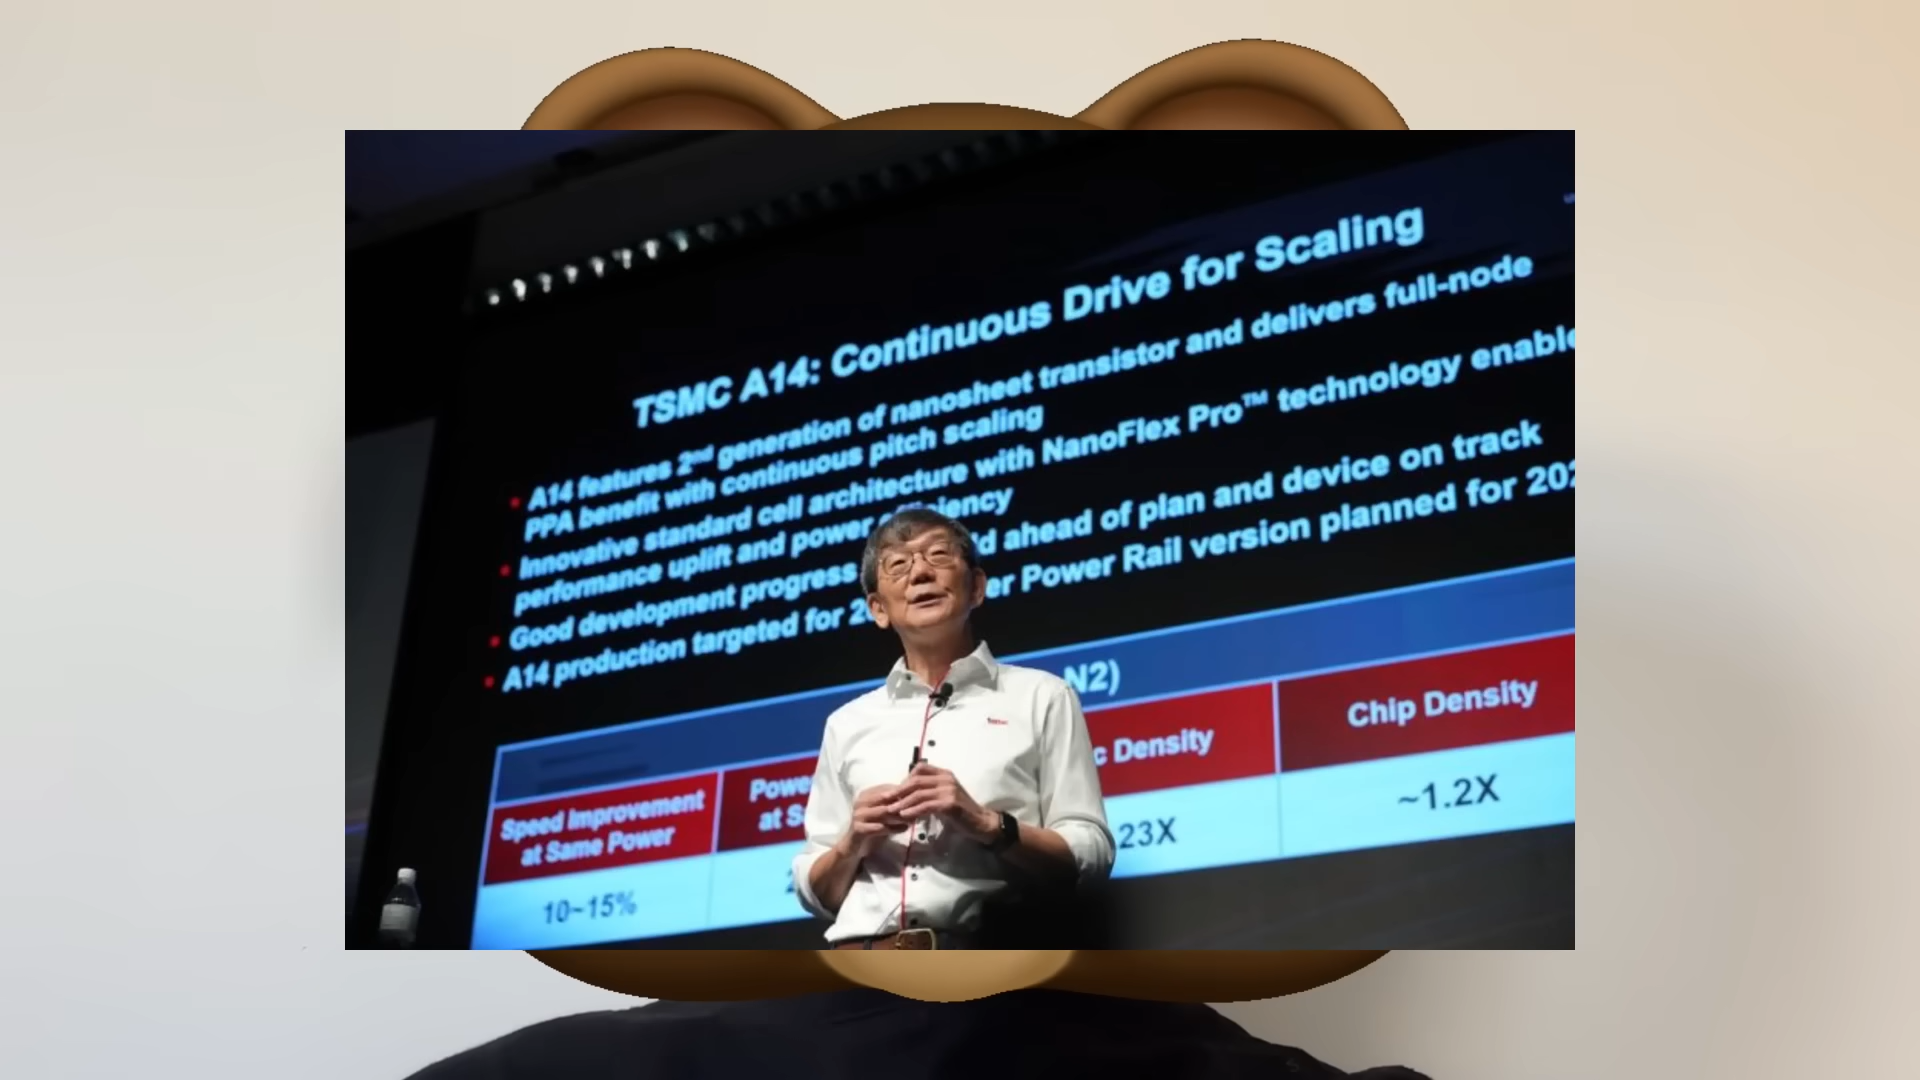 TSMC A14: Continuous Drive for Scaling
A14 features 2nd generation of nanosheet transistor and delivers full-node
PPA benefit with continuous pitch scaling
Innovative standard cell architecture with NanoFlex Pro™ technology
performance uplift and power
Good development progress ahead of plan and device on track
A14 production targeted for Power Rail version planned for
N2)
Speed Improvement
at Same Power
Density
Chip Density
10~15%
23X
~1.2X